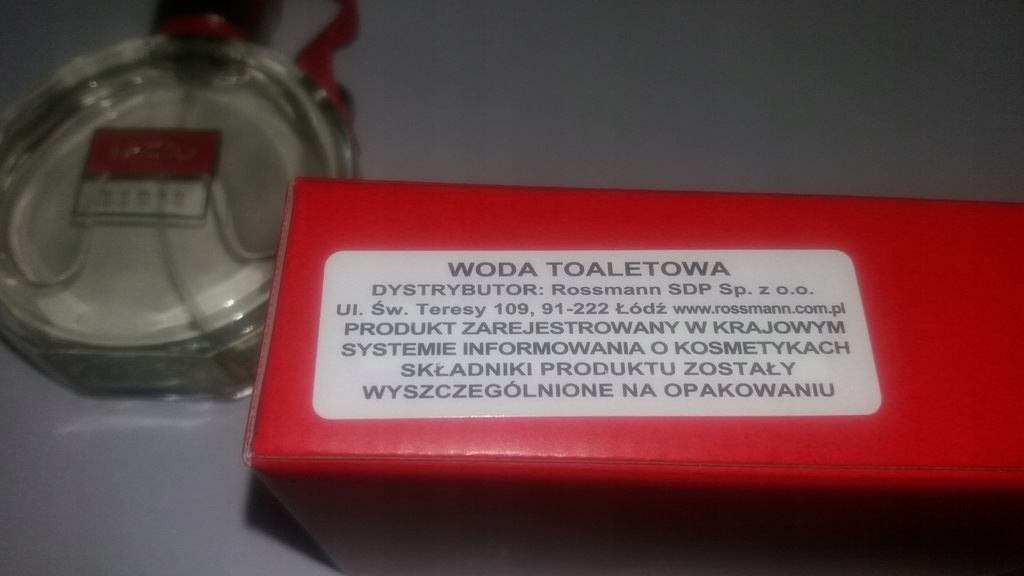 WODA TOALETOWA
DYSTRYBUTOR: Rossmann SDP Sp. z o.o.
Ul. Św. Teresy 109, 91-222 Łódź www.rossmann.com.pl
PRODUKT ZAREJESTROWANY W KRAJOWYM
SYSTEMIE INFORMOWANIA O KOSMETYKACH
SKŁADNIKI PRODUKTU ZOSTAŁY
WYSZCZEGÓLNIONE NA OPAKOWANIU